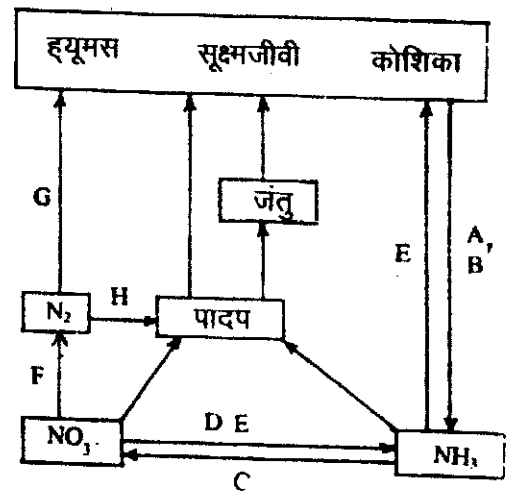 ह्यूमस सूक्ष्मजीवी कोशिका
G
जंतु
E
A,
B
H
N₂
पादप
F
D E
NO₃
NH₃
C